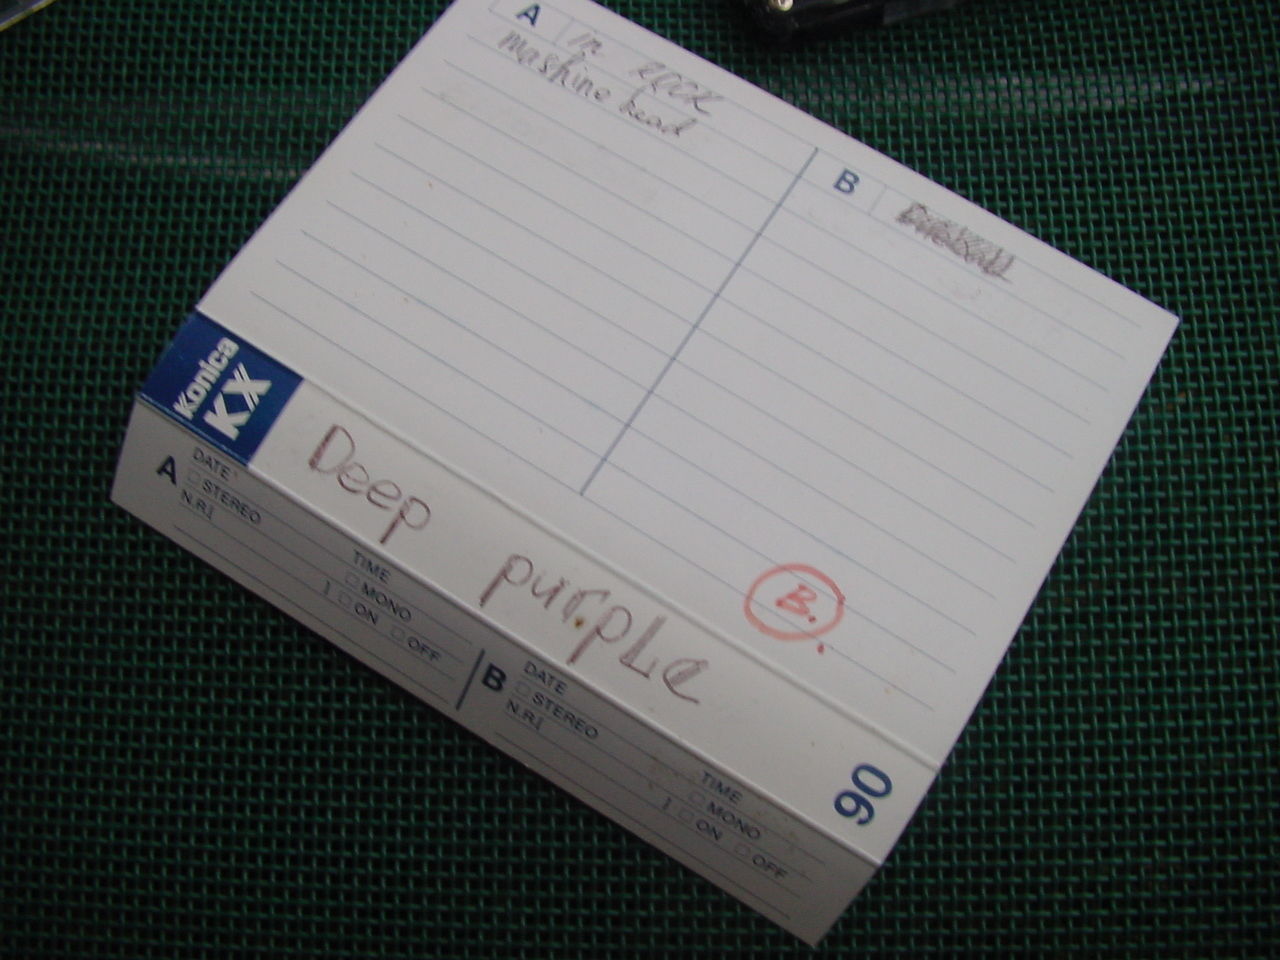 A in rock
mashine head
B
Konica
KX
Deep purpLe
B.
90
A DATE TIME
STEREO MONO
N.R. ON OFF
B DATE TIME
STEREO MONO
N.R. ON OFF